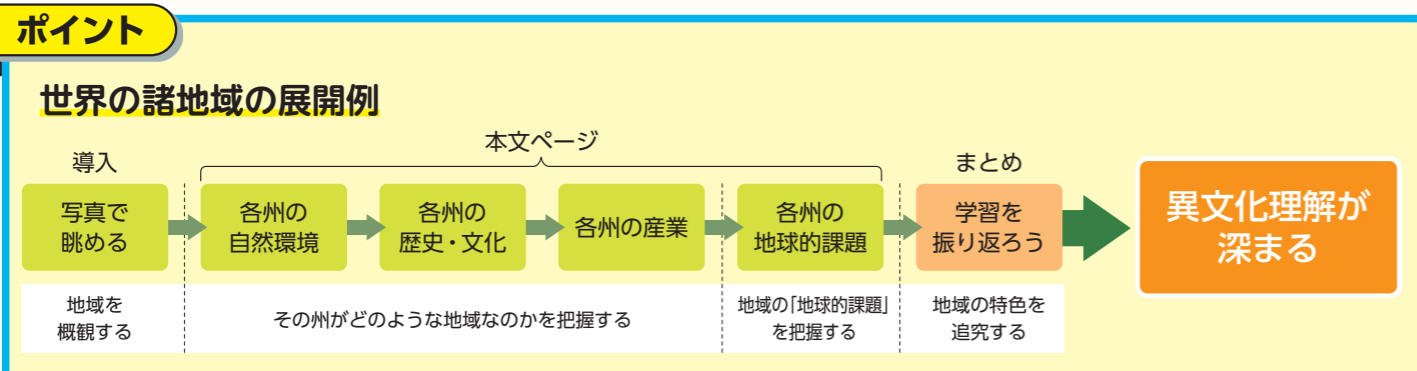 ポイント
世界の諸地域の展開例
本文ページ
導入
まとめ
写真で
眺める
各州の
自然環境
各州の
歴史・文化
各州の産業
各州の
地球的課題
学習を
振り返ろう
異文化理解が
深まる
地域を
概観する
その州がどのような地域なのかを把握する
地域の「地球的課題」
を把握する
地域の特色を
追究する